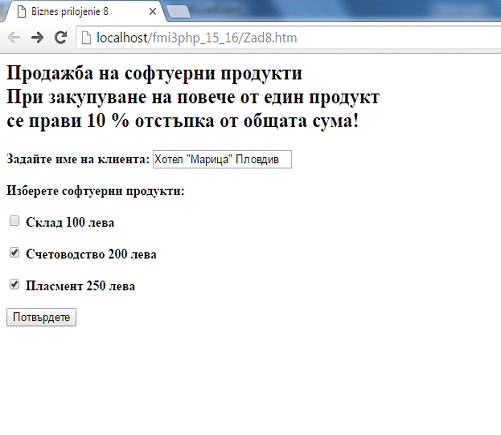 Biznes prilojenie 8
localhost/fmi3php_15_16/Zad8.htm
Продажба на софтуерни продукти
При закупуване на повече от един продукт
се прави 10 % отстъпка от общата сума!
Задайте име на клиента: Хотел "Марица" Пловдив
Изберете софтуерни продукти:
Склад 100 лева
Счетоводство 200 лева
Пласмент 250 лева
Потвърдете